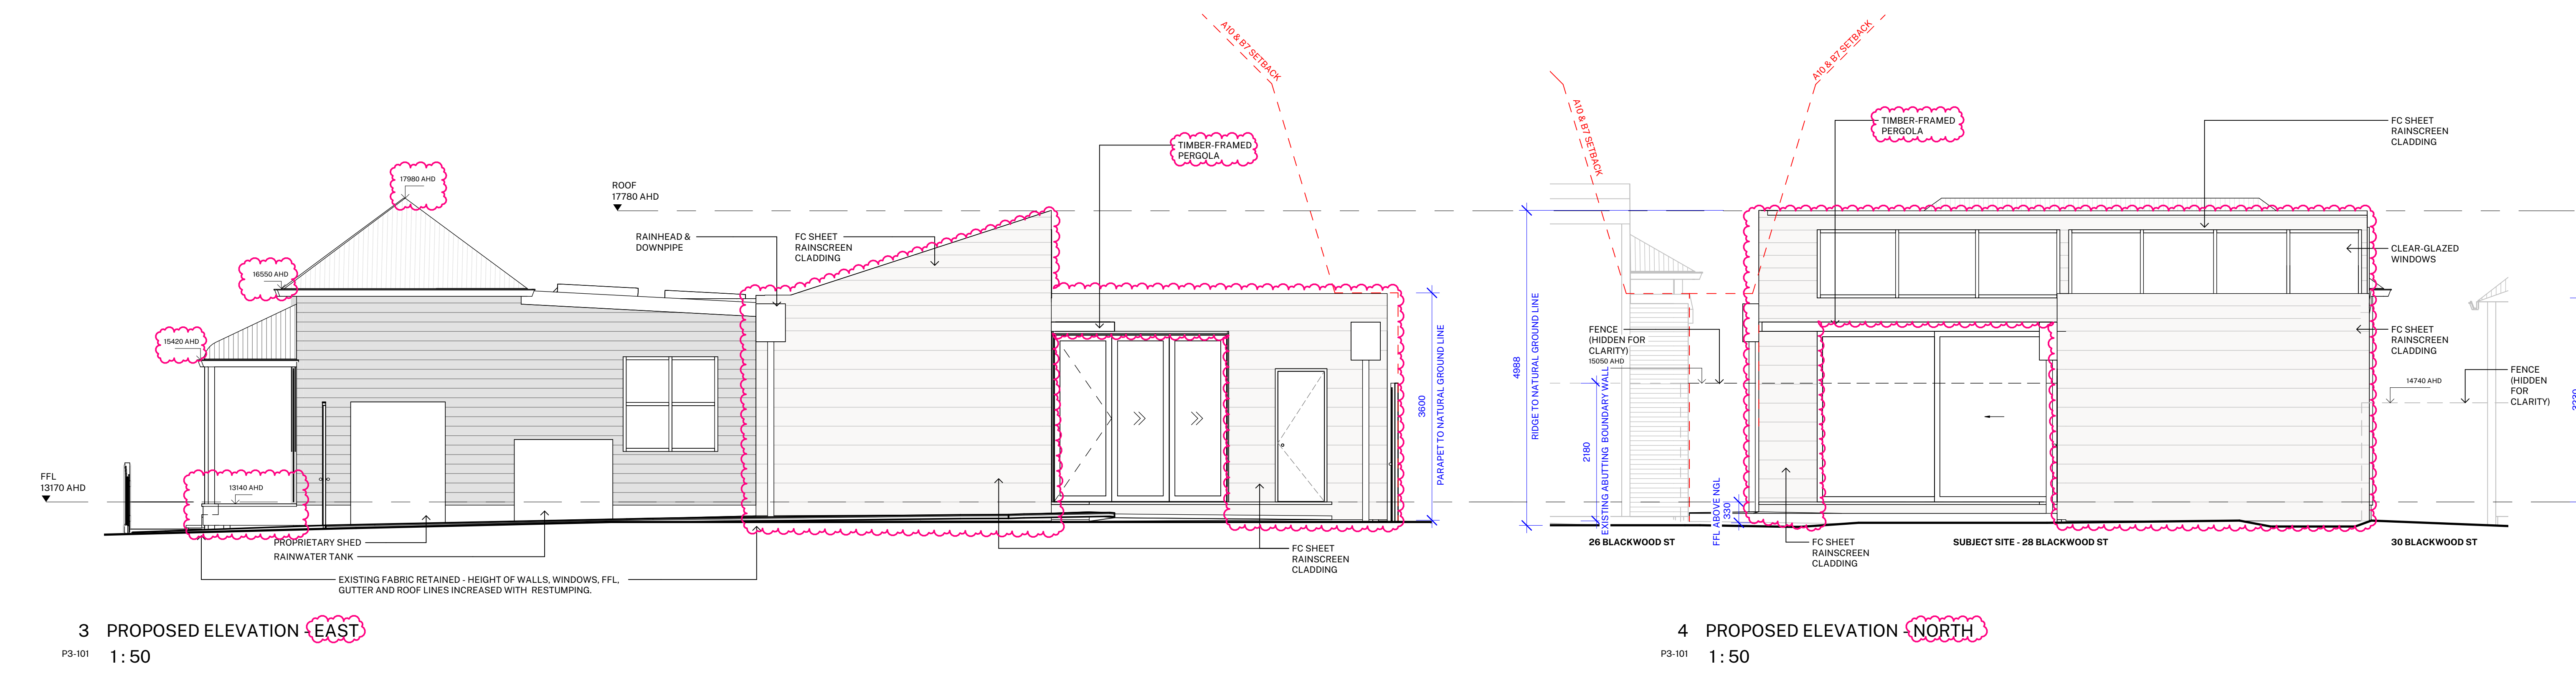 A10 & B7 SETBACK
TIMBER-FRAMED
PERGOLA
17980 AHD
ROOF
17780 AHD
RAINHEAD &
DOWNPIPE
FC SHEET
RAINSCREEN
CLADDING
16550 AHD
15420 AHD
FFL
13170 AHD
13140 AHD
PROPRIETARY SHED
RAINWATER TANK
EXISTING FABRIC RETAINED - HEIGHT OF WALLS, WINDOWS, FFL,
GUTTER AND ROOF LINES INCREASED WITH RESTUMPING.
FC SHEET
RAINSCREEN
CLADDING
3600
PARAPET TO NATURAL GROUND LINE
3 PROPOSED ELEVATION - EAST
P3-101 1 : 50
A10 & B7 SETBACK
A10 & B7 SETBACK
TIMBER-FRAMED
PERGOLA
FC SHEET
RAINSCREEN
CLADDING
4988
RIDGE TO NATURAL GROUND LINE
CLEAR-GLAZED
WINDOWS
FENCE
(HIDDEN FOR
CLARITY)
15050 AHD
2180
EXISTING ABUTTING BOUNDARY WALL
FFL ABOVE NGL
330
FC SHEET
RAINSCREEN
CLADDING
14740 AHD
FENCE
(HIDDEN
FOR
CLARITY)
26 BLACKWOOD ST
SUBJECT SITE - 28 BLACKWOOD ST
30 BLACKWOOD ST
FC SHEET
RAINSCREEN
CLADDING
4 PROPOSED ELEVATION - NORTH
P3-101 1 : 50